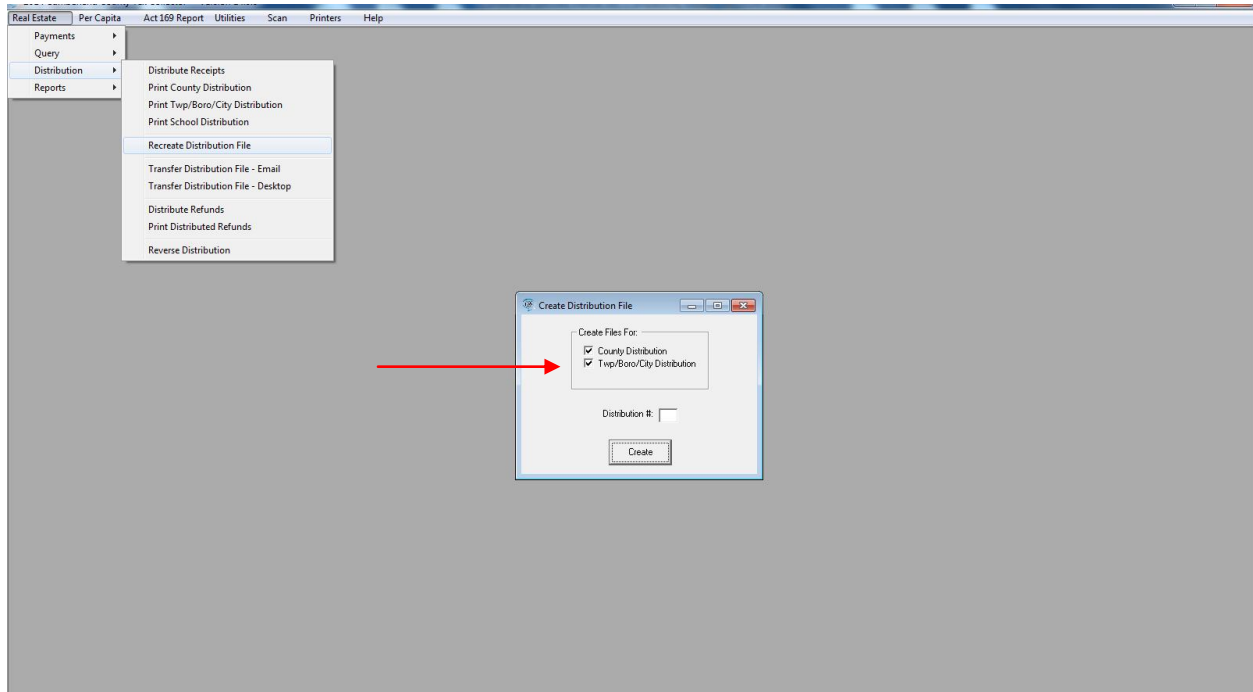 Real Estate Per Capita Act 169 Report Utilities Scan Printers Help
Payments
Query
Distribution
Reports
Distribute Receipts
Print County Distribution
Print Twp/Boro/City Distribution
Print School Distribution
Recreate Distribution File
Transfer Distribution File - Email
Transfer Distribution File - Desktop
Distribute Refunds
Print Distributed Refunds
Reverse Distribution
Create Distribution File
Create Files For:
County Distribution
Twp/Boro/City Distribution
Distribution #:
Create